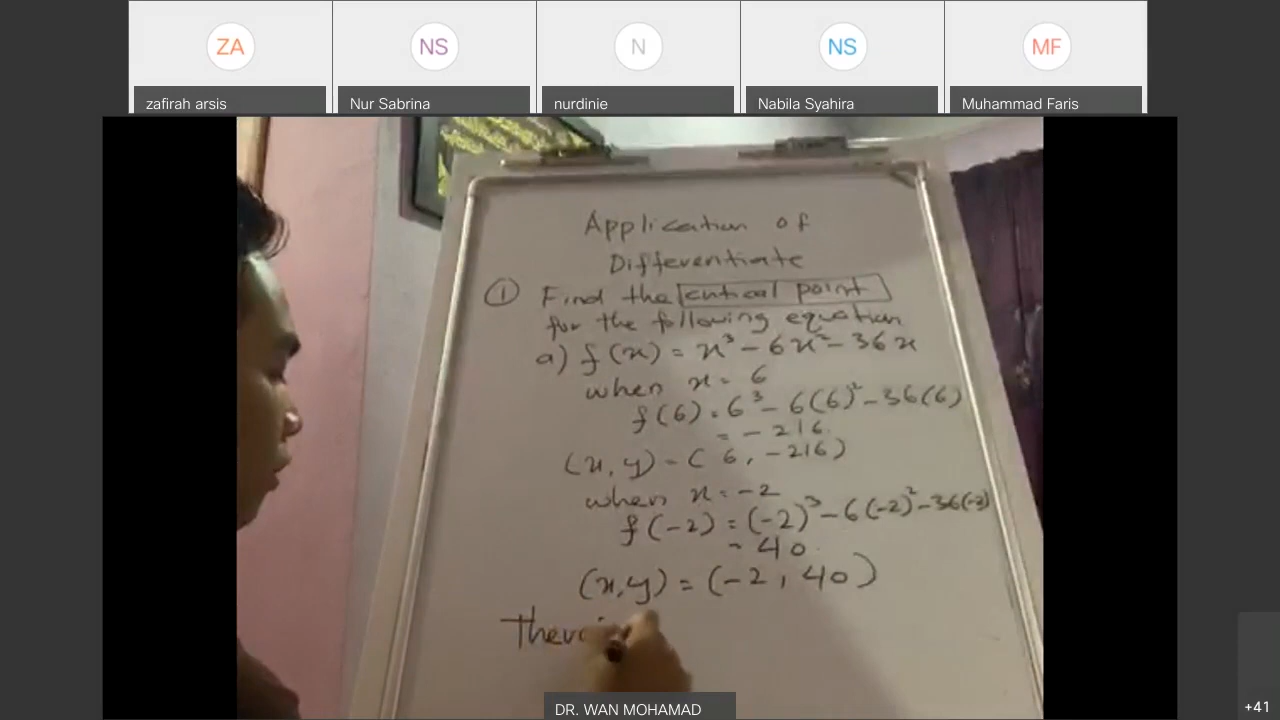 ZA
NS
N
NS
MF
zafirah arsis
Nur Sabrina
nurdinie
Nabila Syahira
Muhammad Faris
Application of
Differentiate
① Find the critical point
for the following equation
a) f(x) = x³ - 6x² - 36x
when x = 6
f(6) = 6³ - 6(6)² - 36(6)
= - 216
(x, y) = (6, -216)
when x = -2
f(-2) = (-2)³ - 6(-2)² - 36(-2)
= 40
(x, y) = (-2, 40)
DR. WAN MOHAMAD
+41